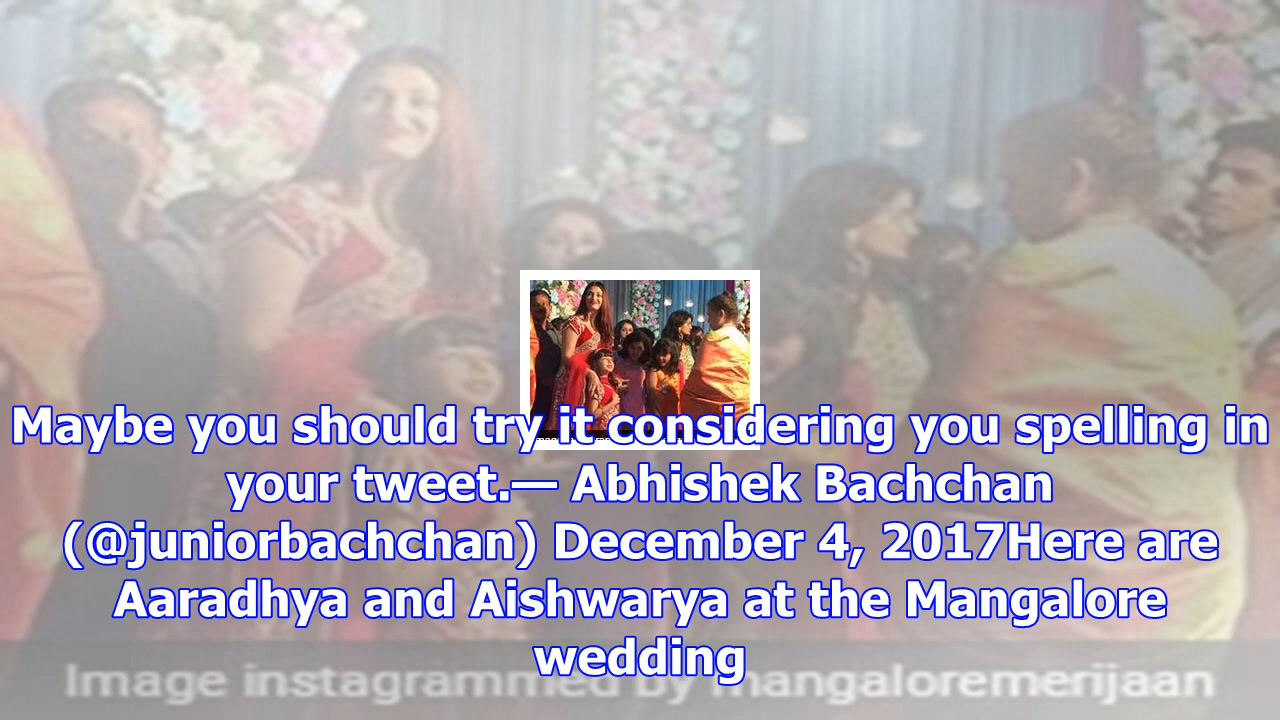 Maybe you should try it considering you spelling in
your tweet.— Abhishek Bachchan
(@juniorbachchan) December 4, 2017Here are
Aaradhya and Aishwarya at the Mangalore
wedding
Image instagrammed by mangaloremerijaan